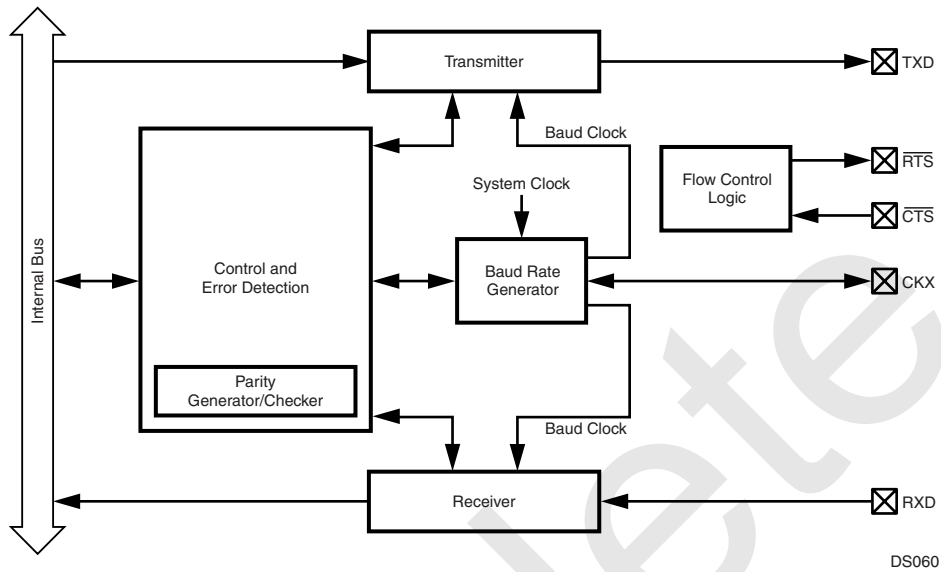 Transmitter
TXD
Baud Clock
RTS
System Clock
Flow Control
Logic
CTS
Internal Bus
Control and
Error Detection
Baud Rate
Generator
CKX
Parity
Generator/Checker
Baud Clock
Receiver
RXD
DS060
lete